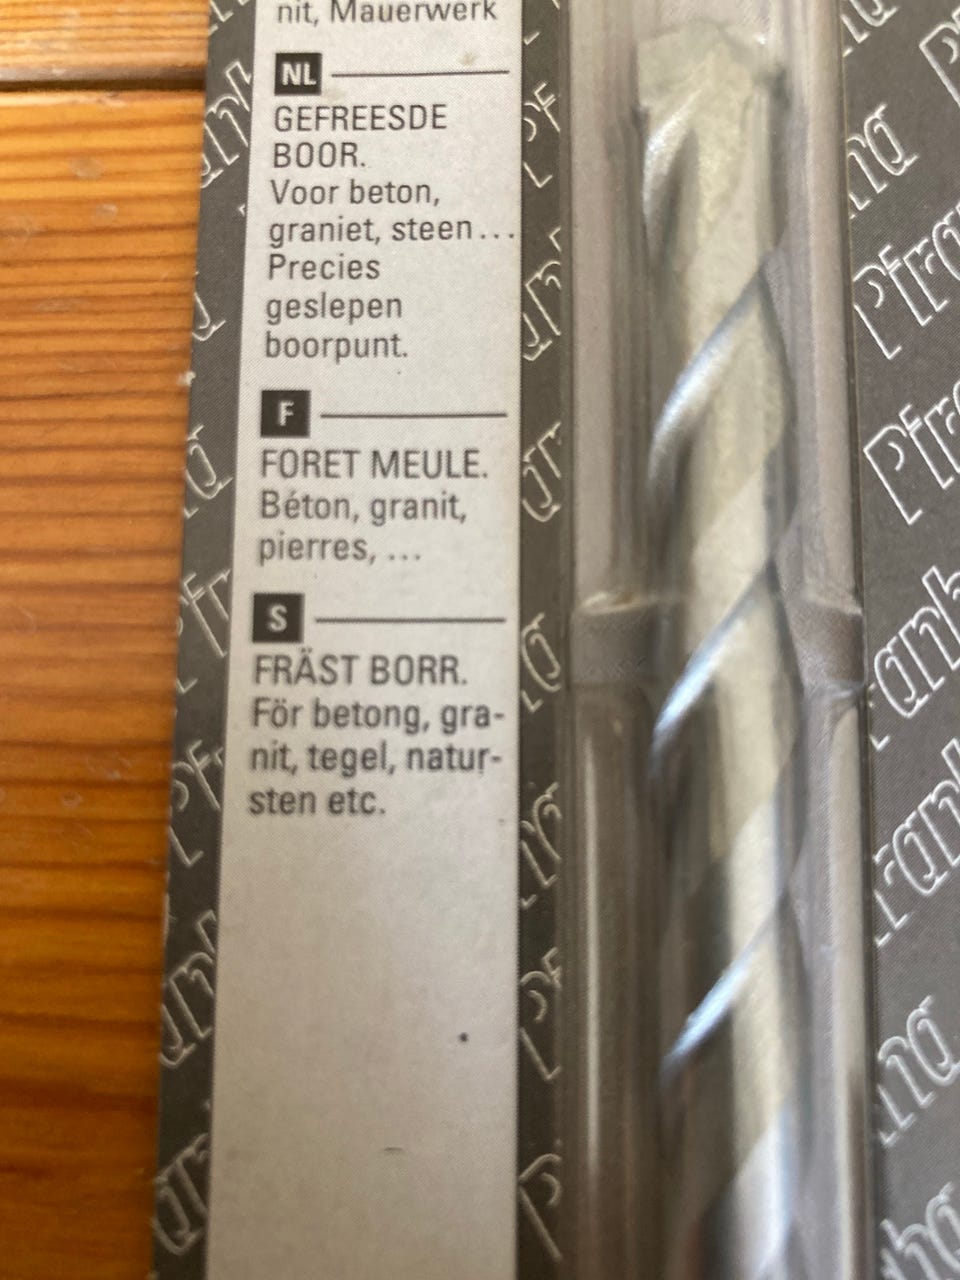 nit, Mauerwerk
NL
GEFREESDE
BOOR.
Voor beton,
graniet, steen...
Precies
geslepen
boorpunt.
F
FORET MEULE.
Béton, granit,
pierres, ...
S
FRÄST BORR.
För betong, gra-
nit, tegel, natur-
sten etc.